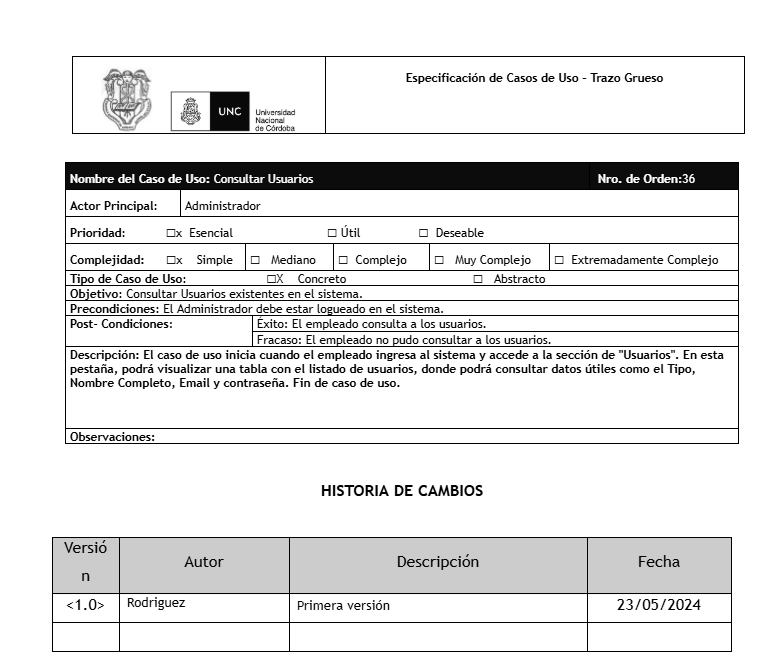 Especificación de Casos de Uso - Trazo Grueso
UNC
Universidad
Nacional
de Córdoba
Nombre del Caso de Uso: Consultar Usuarios Nro. de Orden:36
Actor Principal: Administrador
Prioridad: ☐x Esencial ☐ Útil ☐ Deseable
Complejidad: ☐x Simple ☐ Mediano ☐ Complejo ☐ Muy Complejo ☐ Extremadamente Complejo
Tipo de Caso de Uso: ☐X Concreto ☐ Abstracto
Objetivo: Consultar Usuarios existentes en el sistema.
Precondiciones: El Administrador debe estar logueado en el sistema.
Post- Condiciones: Éxito: El empleado consulta a los usuarios.
Fracaso: El empleado no pudo consultar a los usuarios.
Descripción: El caso de uso inicia cuando el empleado ingresa al sistema y accede a la sección de "Usuarios". En esta
pestaña, podrá visualizar una tabla con el listado de usuarios, donde podrá consultar datos útiles como el Tipo,
Nombre Completo, Email y contraseña. Fin de caso de uso.
Observaciones:
HISTORIA DE CAMBIOS
Versió
n
Autor Descripción Fecha
<1.0> Rodriguez Primera versión 23/05/2024